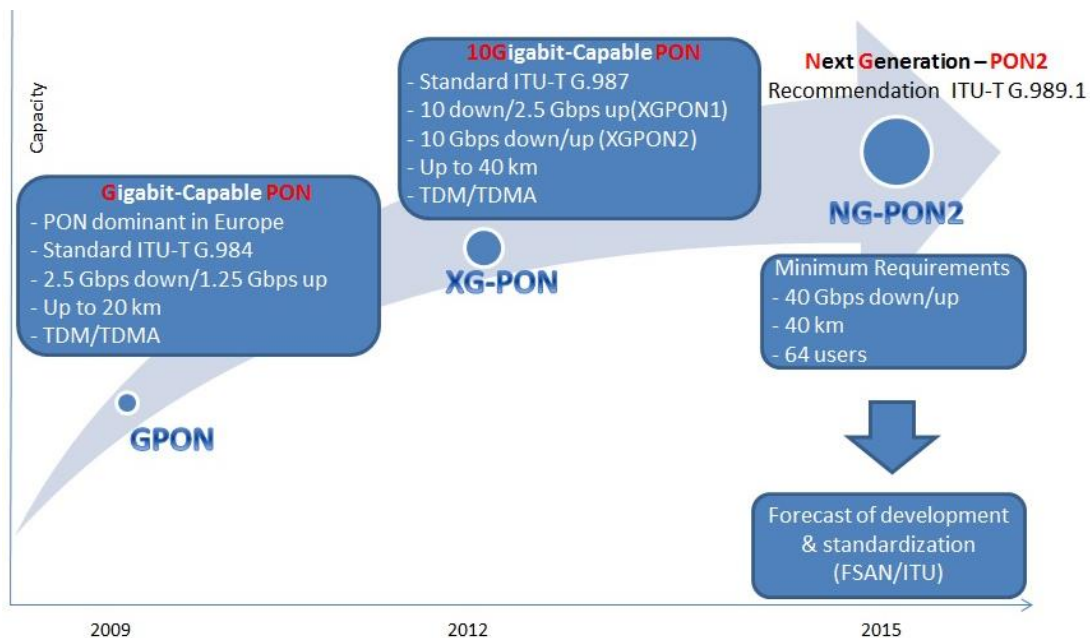 Capacity
Gigabit-Capable PON
- PON dominant in Europe
- Standard ITU-T G.984
- 2.5 Gbps down/1.25 Gbps up
- Up to 20 km
- TDM/TDMA
GPON
10Gigabit-Capable PON
- Standard ITU-T G.987
- 10 down/2.5 Gbps up(XGPON1)
- 10 Gbps down/up (XGPON2)
- Up to 40 km
- TDM/TDMA
XG-PON
Next Generation – PON2
Recommendation ITU-T G.989.1
NG-PON2
Minimum Requirements
- 40 Gbps down/up
- 40 km
- 64 users
Forecast of development
& standardization
(FSAN/ITU)
2009
2012
2015